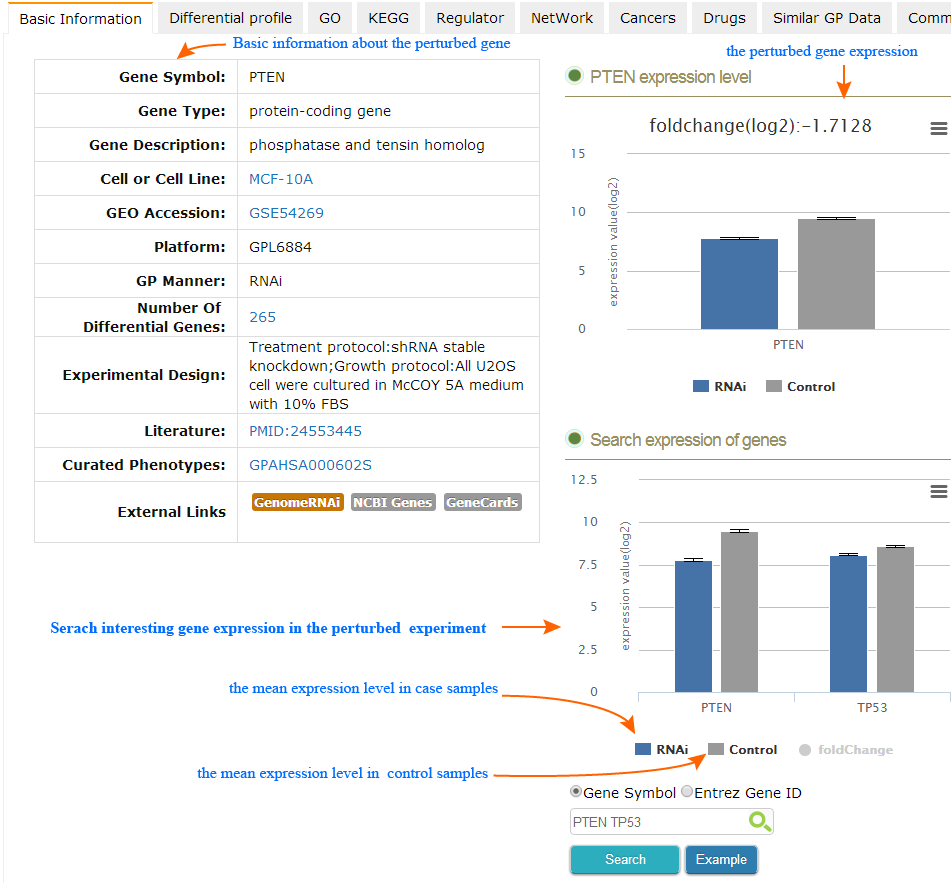 Basic Information
Differential profile
GO
KEGG
Regulator
NetWork
Cancers
Drugs
Similar GP Data
Comm
Basic information about the perturbed gene
Gene Symbol: PTEN
Gene Type: protein-coding gene
Gene Description: phosphatase and tensin homolog
Cell or Cell Line: MCF-10A
GEO Accession: GSE54269
Platform: GPL6884
GP Manner: RNAi
Number Of
Differential Genes: 265
Experimental Design:
Treatment protocol:shRNA stable
knockdown;Growth protocol:All U2OS
cell were cultured in McCOY 5A medium
with 10% FBS
Literature: PMID:24553445
Curated Phenotypes: GPAHSA000602S
External Links GenomeRNAi NCBI Genes GeneCards
the perturbed gene expression
PTEN expression level
foldchange(log2):-1.7128
expression value(log2)
15
10
5
0
PTEN
RNAi Control
Search expression of genes
expression value(log2)
12.5
10
7.5
5
2.5
0
PTEN TP53
RNAi Control foldChange
Serach interesting gene expression in the perturbed experiment
the mean expression level in case samples
the mean expression level in control samples
Gene Symbol Entrez Gene ID
PTEN TP53
Search Example